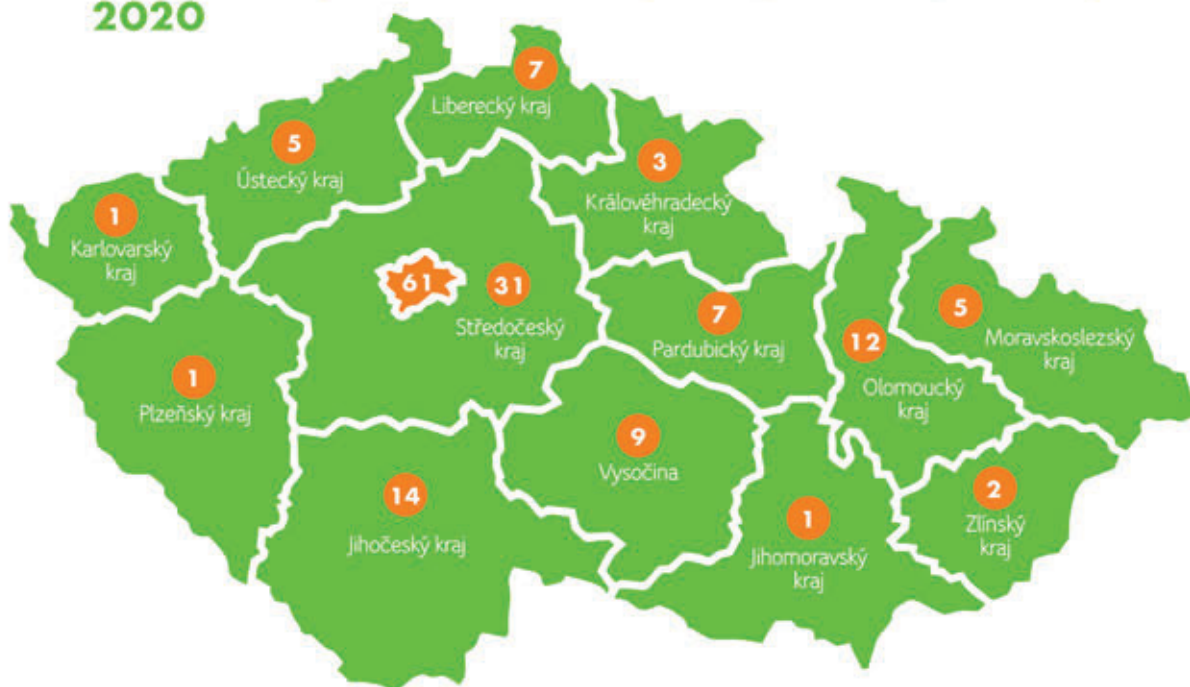 2020
7
Liberecký kraj
5
Ústecký kraj
3
Královéhradecký
kraj
1
Karlovarský
kraj
61
31
Středočeský
kraj
7
Pardubický kraj
12
Olomoucký
kraj
5
Moravskoslezský
kraj
1
Plzeňský kraj
9
Vysočina
14
Jihočeský kraj
1
Jihomoravský
kraj
2
Zlínský
kraj